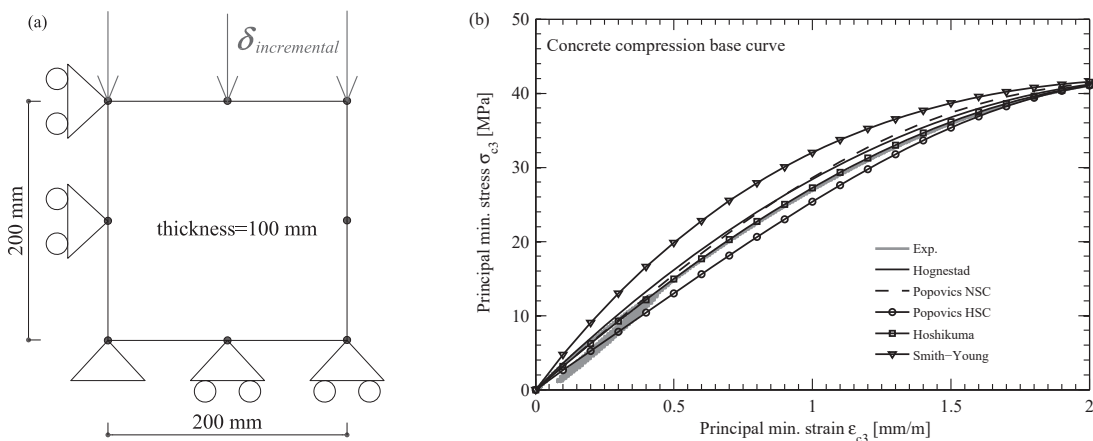 (a)
δincremental
200 mm
thickness=100 mm
200 mm
(b)
Concrete compression base curve
Principal min. stress σc3 [MPa]
50
40
30
20
10
0
0
0.5
1
1.5
2
Principal min. strain εc3 [mm/m]
Exp.
Hognestad
Popovics NSC
Popovics HSC
Hoshikuma
Smith−Young